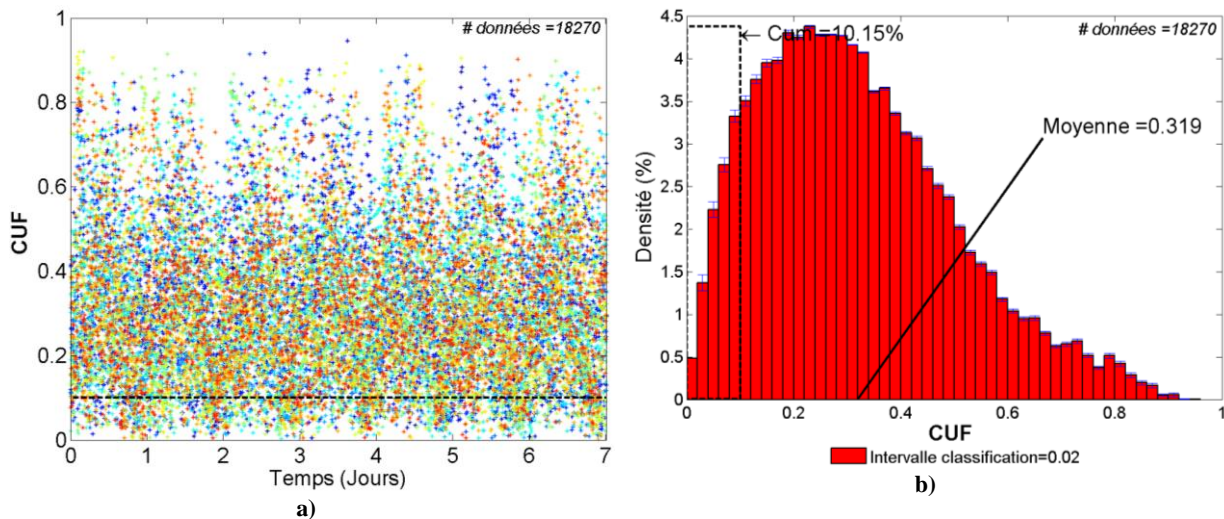 # données =18270
1
0.8
0.6
0.4
0.2
0
CUF
0 1 2 3 4 5 6 7
Temps (Jours)
a)
# données =18270
← Cum =10.15%
Moyenne =0.319
4.5
4
3.5
3
2.5
2
1.5
1
0.5
0
Densité (%)
0 0.2 0.4 0.6 0.8 1
CUF
Intervalle classification=0.02
b)